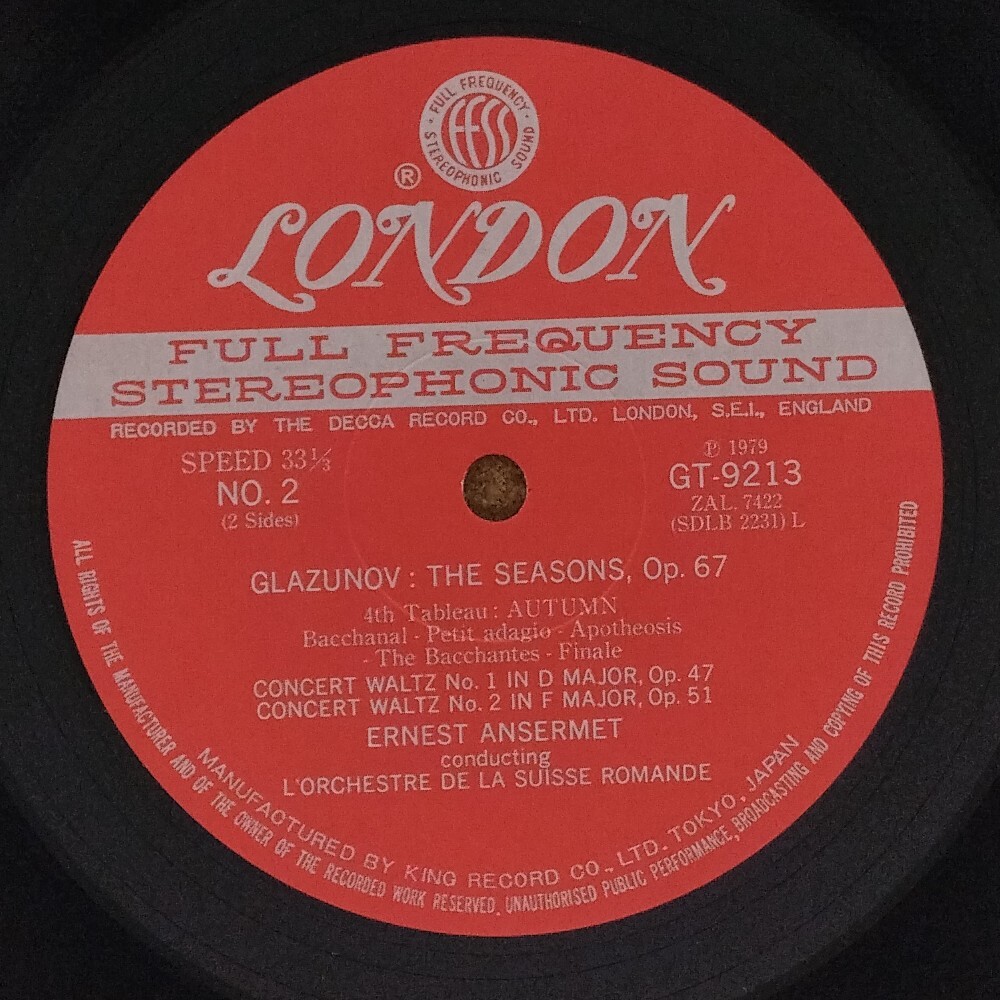 FULL FREQUENCY
STEREOPHONIC SOUND
FFSS
®
LONDON
FULL FREQUENCY
STEREOPHONIC SOUND
RECORDED BY THE DECCA RECORD CO., LTD. LONDON, S.E.I., ENGLAND
SPEED 33⅓
NO. 2
(2 Sides)
℗ 1979
GT-9213
ZAL. 7422
(SDLB 2231) L
GLAZUNOV : THE SEASONS, Op. 67
4th Tableau : AUTUMN
Bacchanal - Petit adagio - Apotheosis
- The Bacchantes - Finale
CONCERT WALTZ No. 1 IN D MAJOR, Op. 47
CONCERT WALTZ No. 2 IN F MAJOR, Op. 51
ERNEST ANSERMET
conducting
L'ORCHESTRE DE LA SUISSE ROMANDE
MANUFACTURED BY KING RECORD CO., LTD. TOKYO, JAPAN
ALL RIGHTS OF THE MANUFACTURER AND OF THE OWNER OF THE RECORDED WORK RESERVED. UNAUTHORISED PUBLIC PERFORMANCE, BROADCASTING AND COPYING OF THIS RECORD PROHIBITED